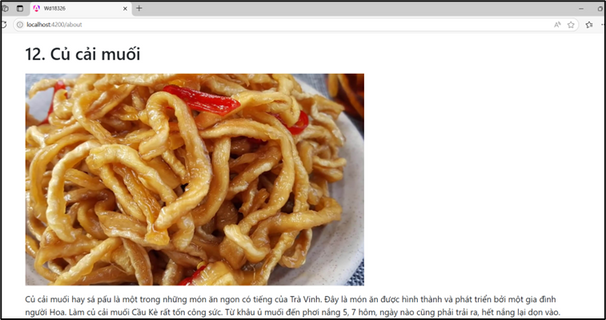 Wd18326
localhost:4200/about
12. Củ cải muối
Củ cải muối hay sá pấu là một trong những món ăn ngon có tiếng của Trà Vinh. Đây là món ăn được hình thành và phát triển bởi một gia đình
người Hoa. Làm củ cải muối Cầu Kè rất tốn công sức. Từ khâu ủ muối đến phơi nắng 5, 7 hôm, ngày nào cũng phải trải ra, hết nắng lại dọn vào.